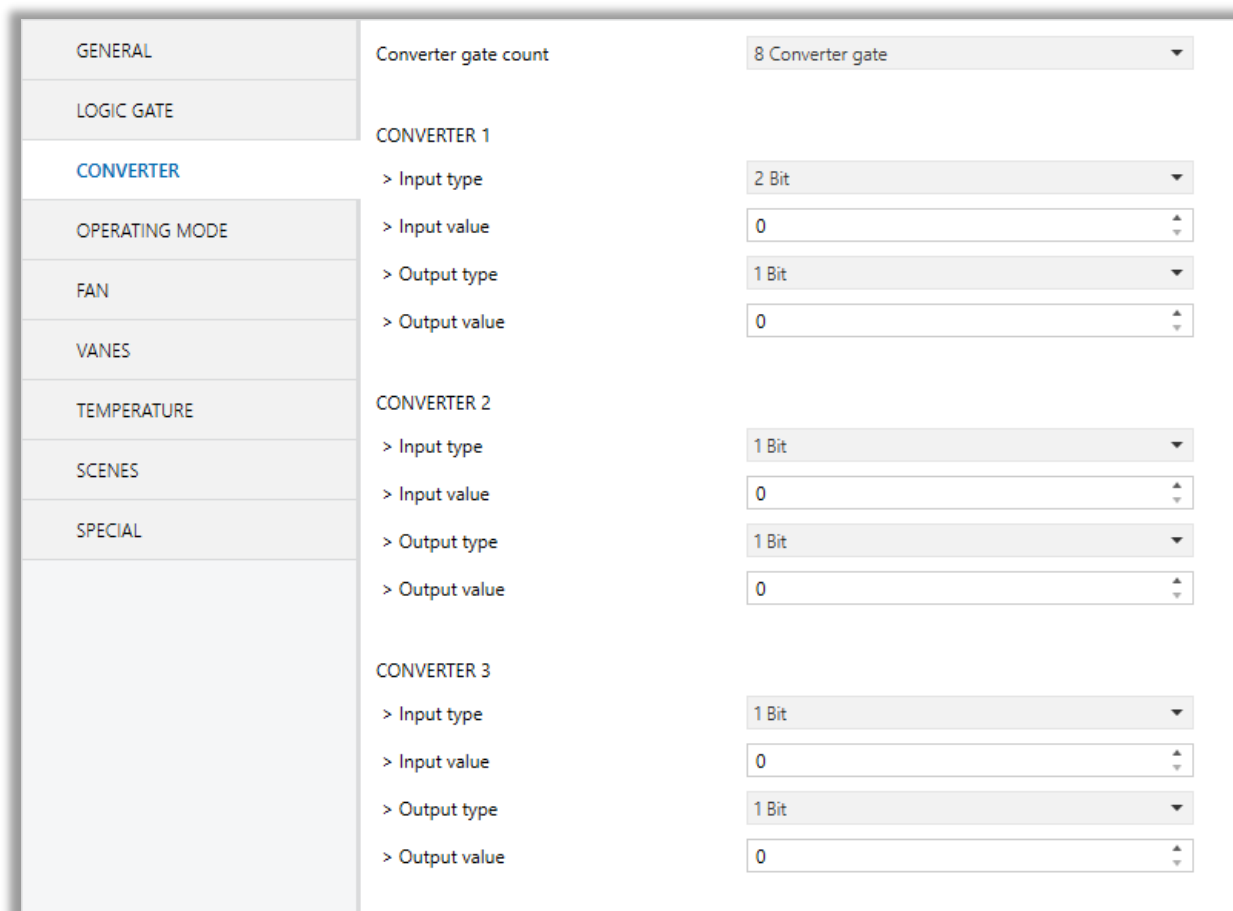 GENERAL
LOGIC GATE
CONVERTER
OPERATING MODE
FAN
VANES
TEMPERATURE
SCENES
SPECIAL
Converter gate count 8 Converter gate
CONVERTER 1
> Input type 2 Bit
> Input value 0
> Output type 1 Bit
> Output value 0
CONVERTER 2
> Input type 1 Bit
> Input value 0
> Output type 1 Bit
> Output value 0
CONVERTER 3
> Input type 1 Bit
> Input value 0
> Output type 1 Bit
> Output value 0